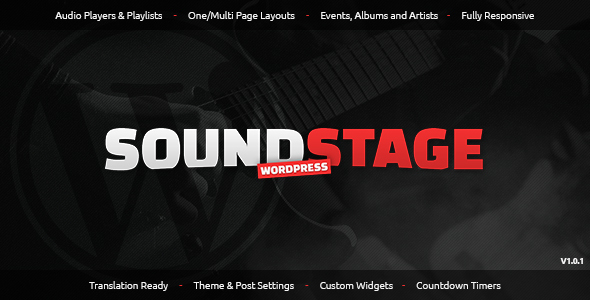 Audio Players & Playlists - One/Multi Page Layouts - Events, Albums and Artists - Fully Responsive
SOUNDSTAGE
WORDPRESS
V1.0.1
Translation Ready - Theme & Post Settings - Custom Widgets - Countdown Timers